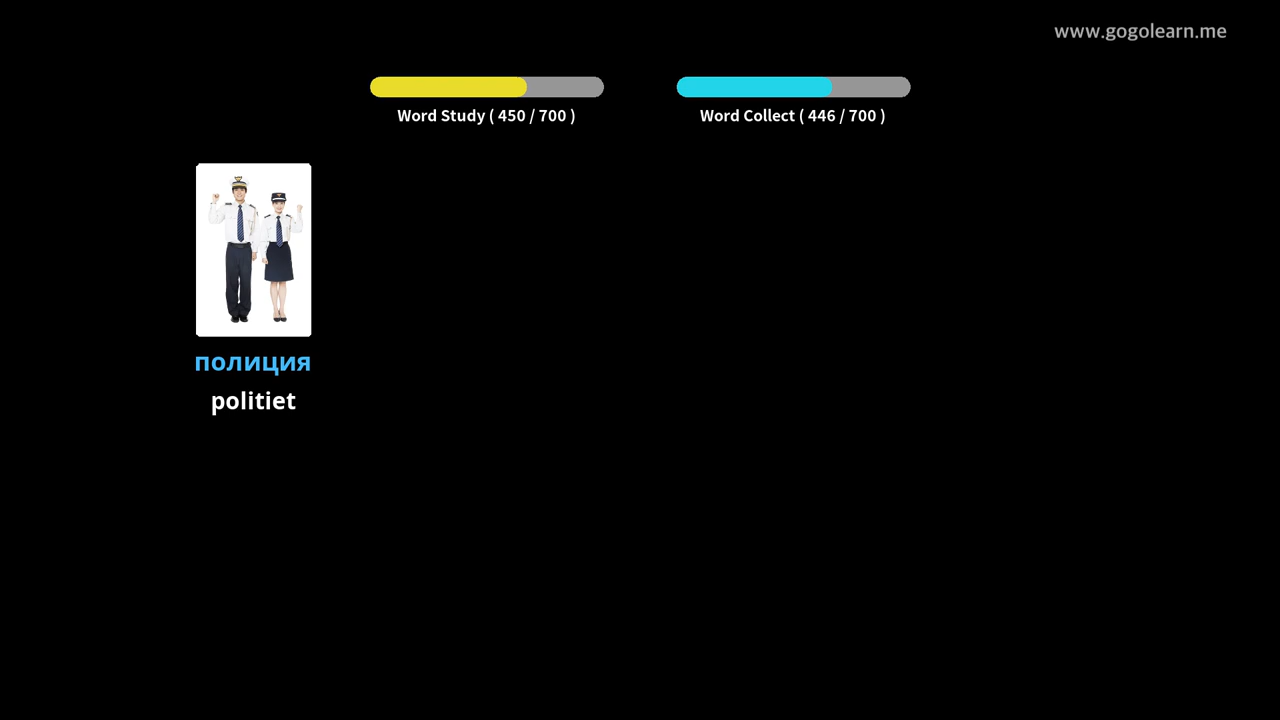 www.gogolearn.me
Word Study ( 450 / 700 )
Word Collect ( 446 / 700 )
полиция
politiet